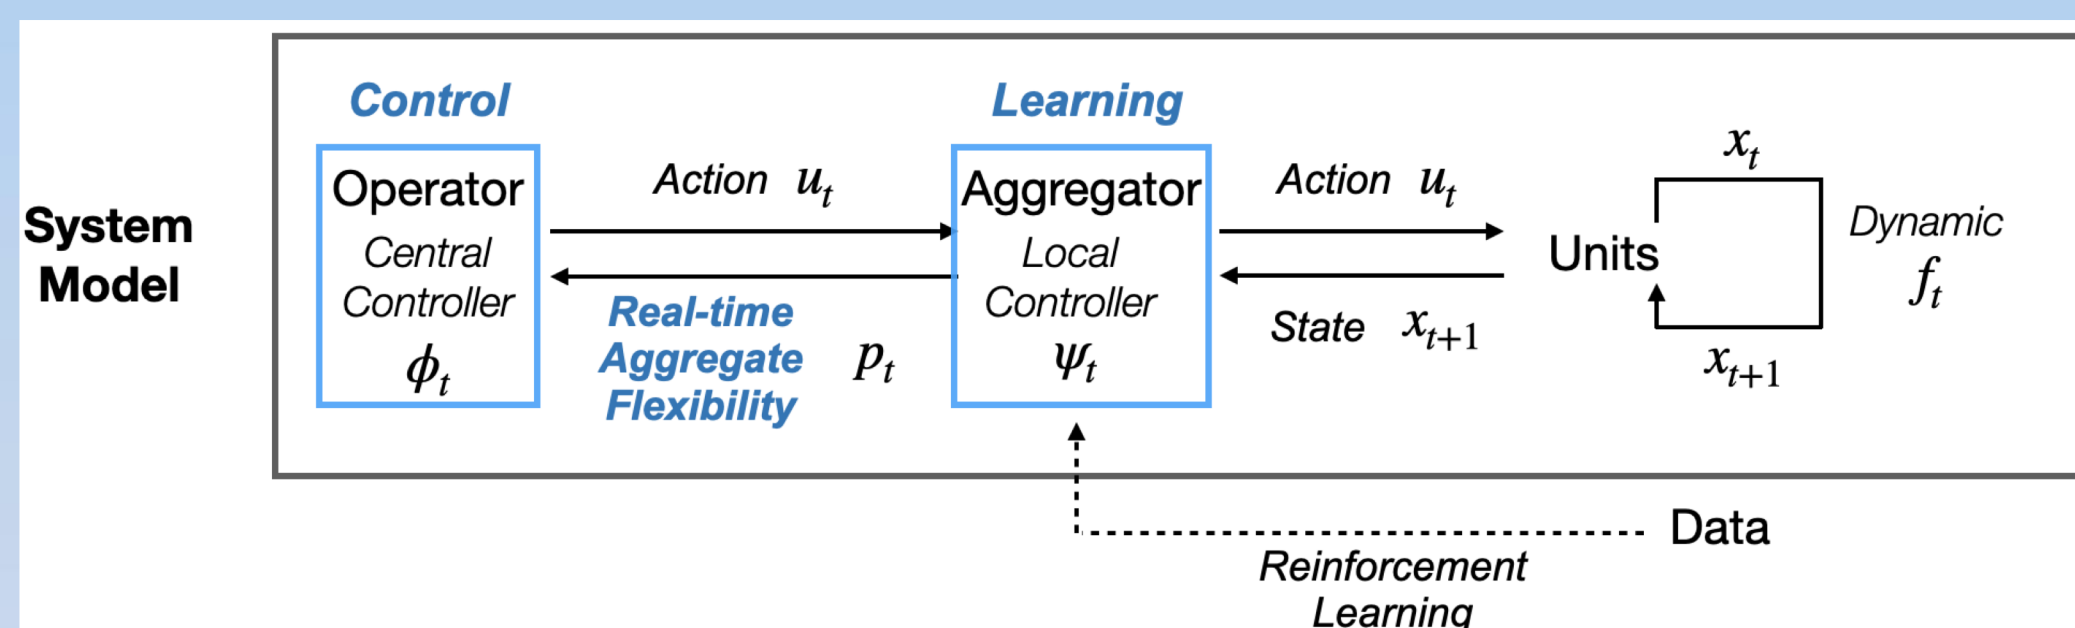 System
Model
Control
Operator
Central
Controller
ϕt
Action ut
Real-time
Aggregate
Flexibility
pt
Learning
Aggregator
Local
Controller
ψt
Action ut
State xt+1
Units
xt
xt+1
Dynamic
ft
Data
Reinforcement
Learning